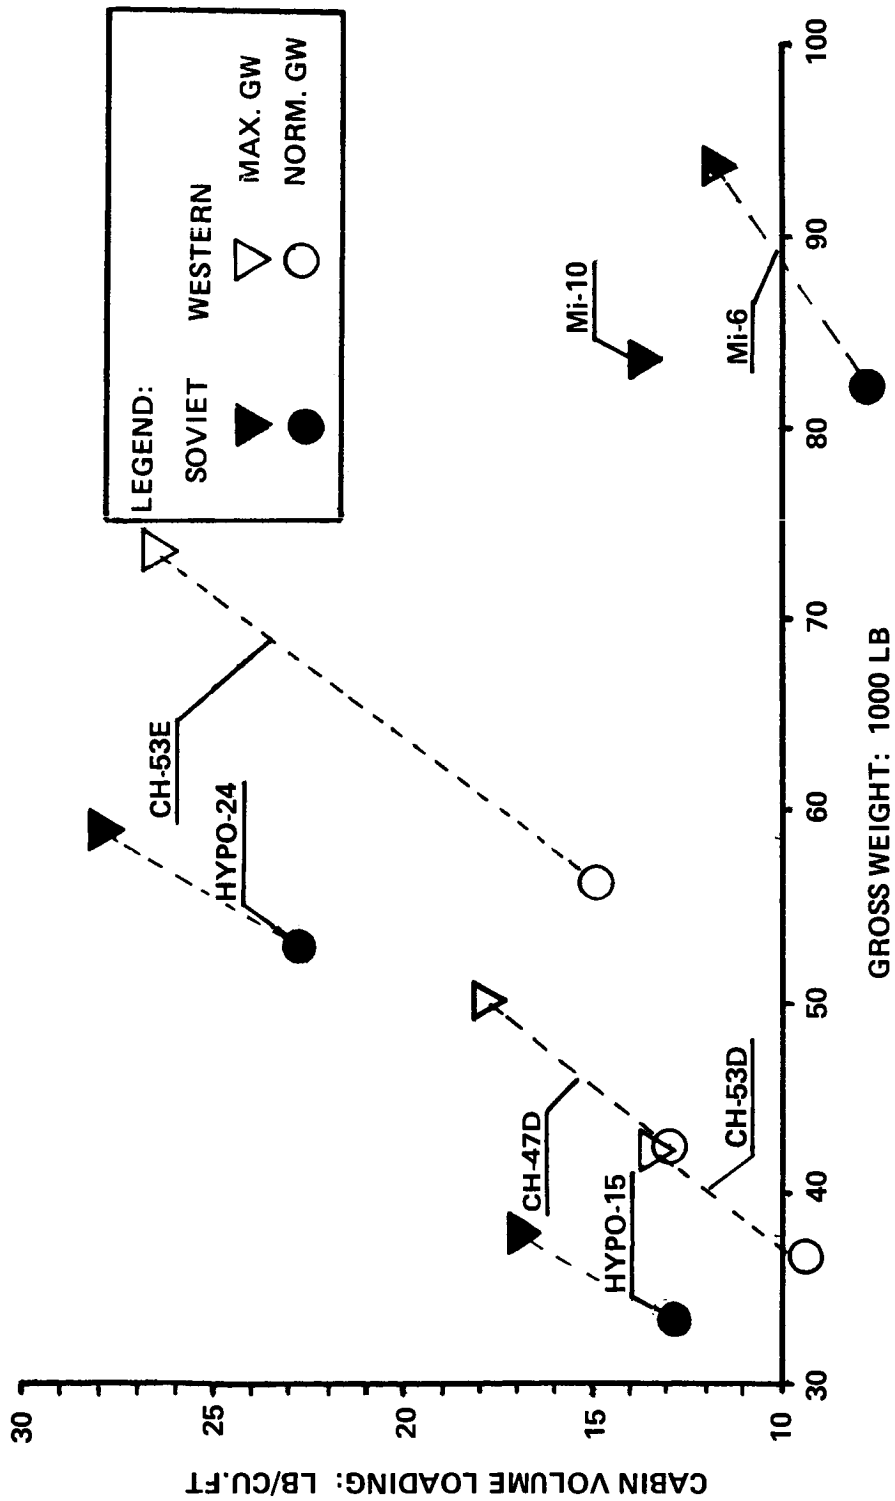 LEGEND:
SOVIET WESTERN
MAX. GW
NORM. GW
CH-53E
HYPO-24
CH-47D
HYPO-15
CH-53D
Mi-10
Mi-6
30
25
20
15
10
CABIN VOLUME LOADING: LB/CU.FT
30 40 50 60 70 80 90 100
GROSS WEIGHT: 1000 LB